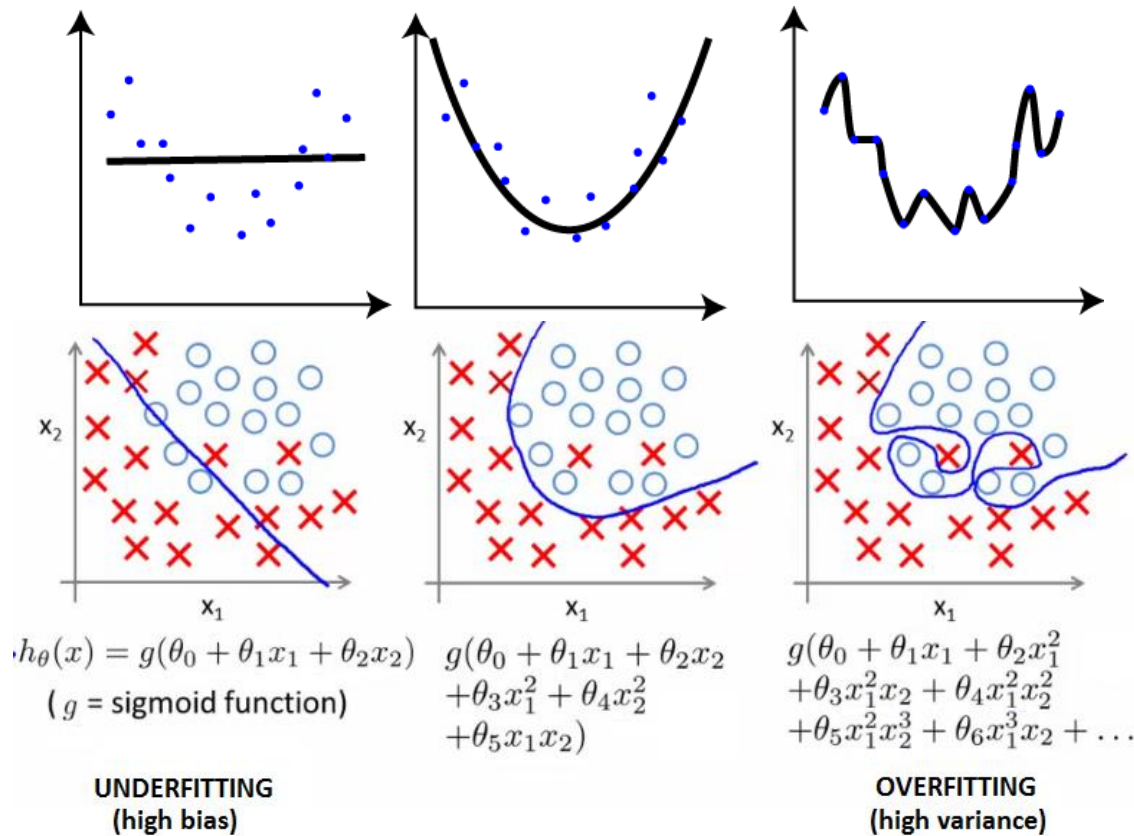 x₂
x₁
x₂
x₁
x₂
x₁
h_θ(x) = g(θ₀ + θ₁x₁ + θ₂x₂)
( g = sigmoid function)
g(θ₀ + θ₁x₁ + θ₂x₂
+θ₃x₁² + θ₄x₂²
+θ₅x₁x₂)
g(θ₀ + θ₁x₁ + θ₂x₁²
+θ₃x₁²x₂ + θ₄x₁²x₂²
+θ₅x₁²x₂³ + θ₆x₁³x₂ + …
UNDERFITTING
(high bias)
OVERFITTING
(high variance)